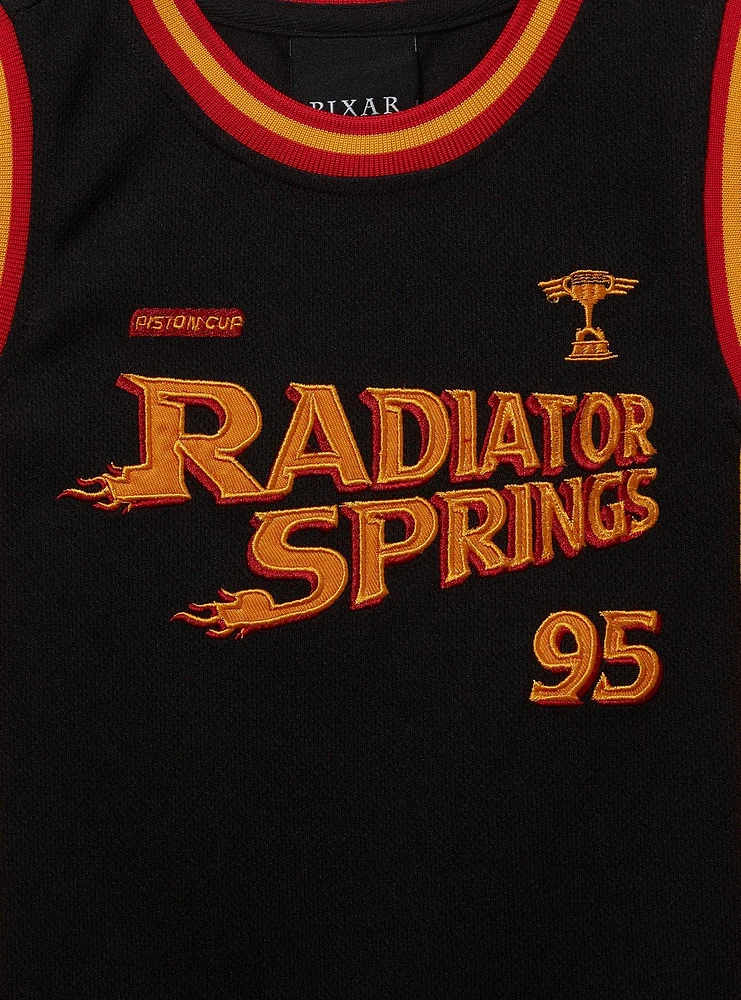 PIXAR
PISTON CUP
RADIATOR
SPRINGS
95